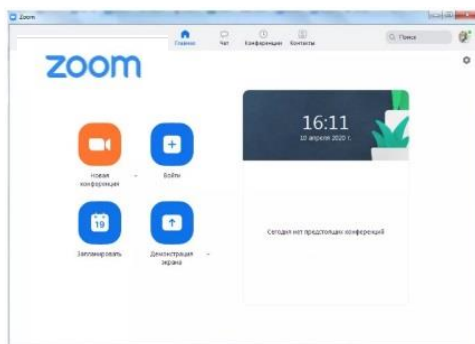 Zoom
Главная
Чат
Конференции
Контакты
Поиск
zoom
16:11
10 апреля 2020 г.
Новая
конференция
Войти
19
Запланировать
Демонстрация
экрана
Сегодня нет предстоящих конференций